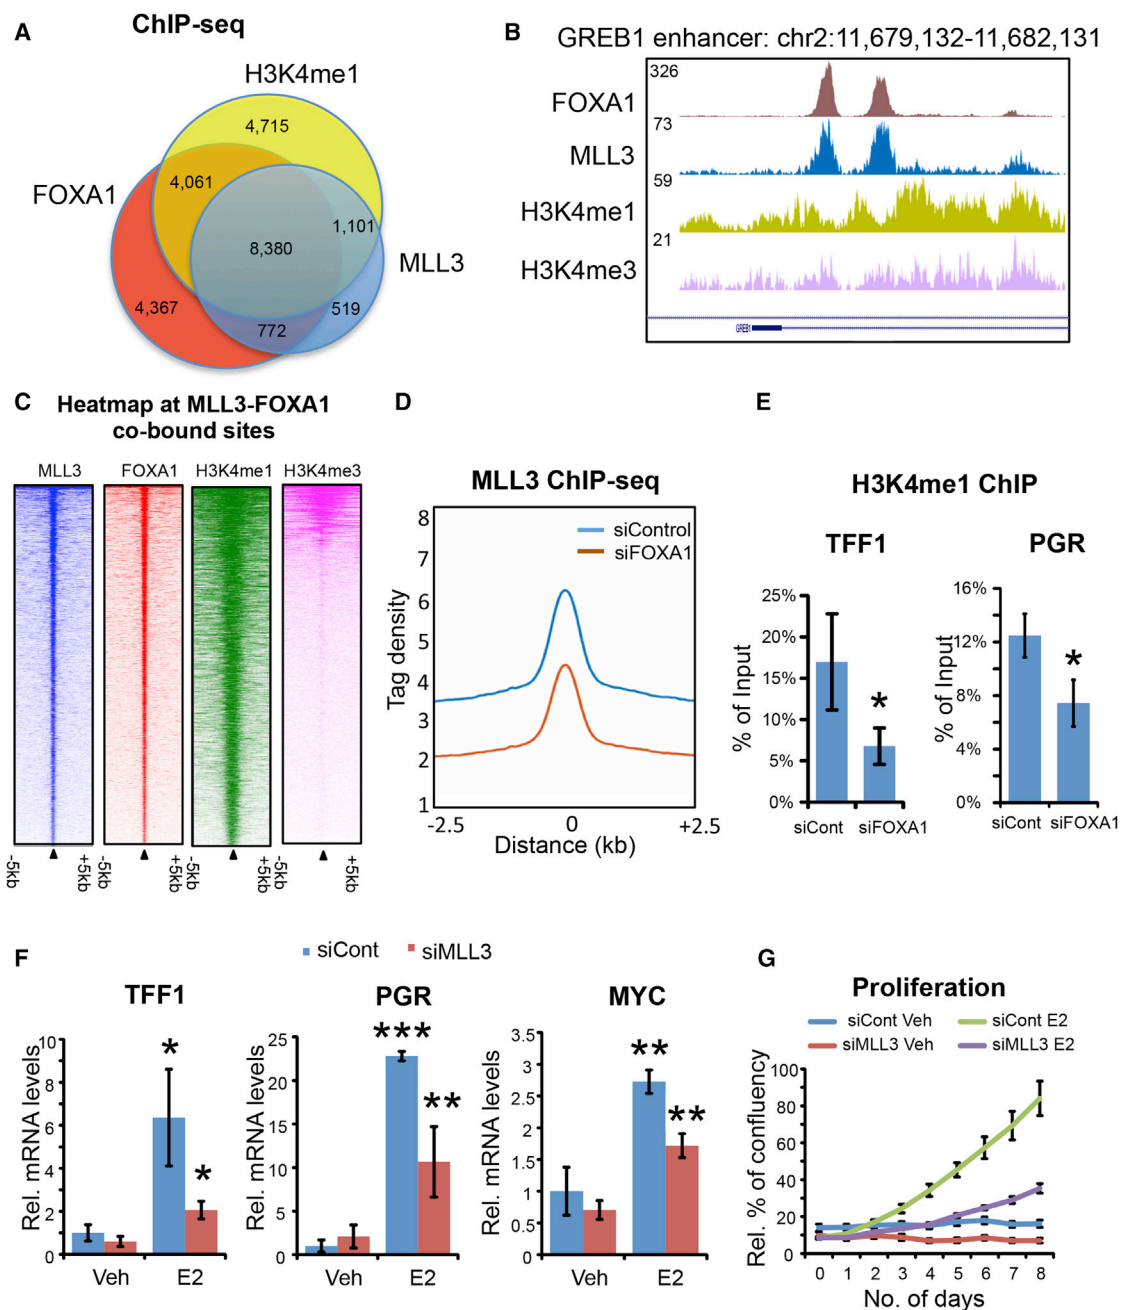 A
ChIP-seq
H3K4me1
4,715
FOXA1
4,061
1,101
8,380
MLL3
4,367
519
772
B
GREB1 enhancer: chr2:11,679,132-11,682,131
326
FOXA1
73
MLL3
59
H3K4me1
21
H3K4me3
GREB1
C
Heatmap at MLL3-FOXA1
co-bound sites
MLL3 FOXA1 H3K4me1 H3K4me3
-5kb +5kb -5kb +5kb -5kb +5kb -5kb +5kb
D
MLL3 ChIP-seq
siControl
siFOXA1
Tag density
8
7
6
5
4
3
2
1
-2.5 0 +2.5
Distance (kb)
E
H3K4me1 ChIP
TFF1
% of Input
25%
20%
15%
10%
5%
0%
*
siCont siFOXA1
PGR
% of Input
16%
12%
8%
4%
0%
*
siCont siFOXA1
F
siCont siMLL3
TFF1
Rel. mRNA levels
10
8
6
4
2
0
*
*
Veh E2
PGR
Rel. mRNA levels
25
20
15
10
5
0
***
**
Veh E2
MYC
Rel. mRNA levels
3.5
3
2.5
2
1.5
1
0.5
0
**
**
Veh E2
G
Proliferation
siCont Veh siCont E2
siMLL3 Veh siMLL3 E2
Rel. % of confluency
100
80
60
40
20
0
0 1 2 3 4 5 6 7 8
No. of days